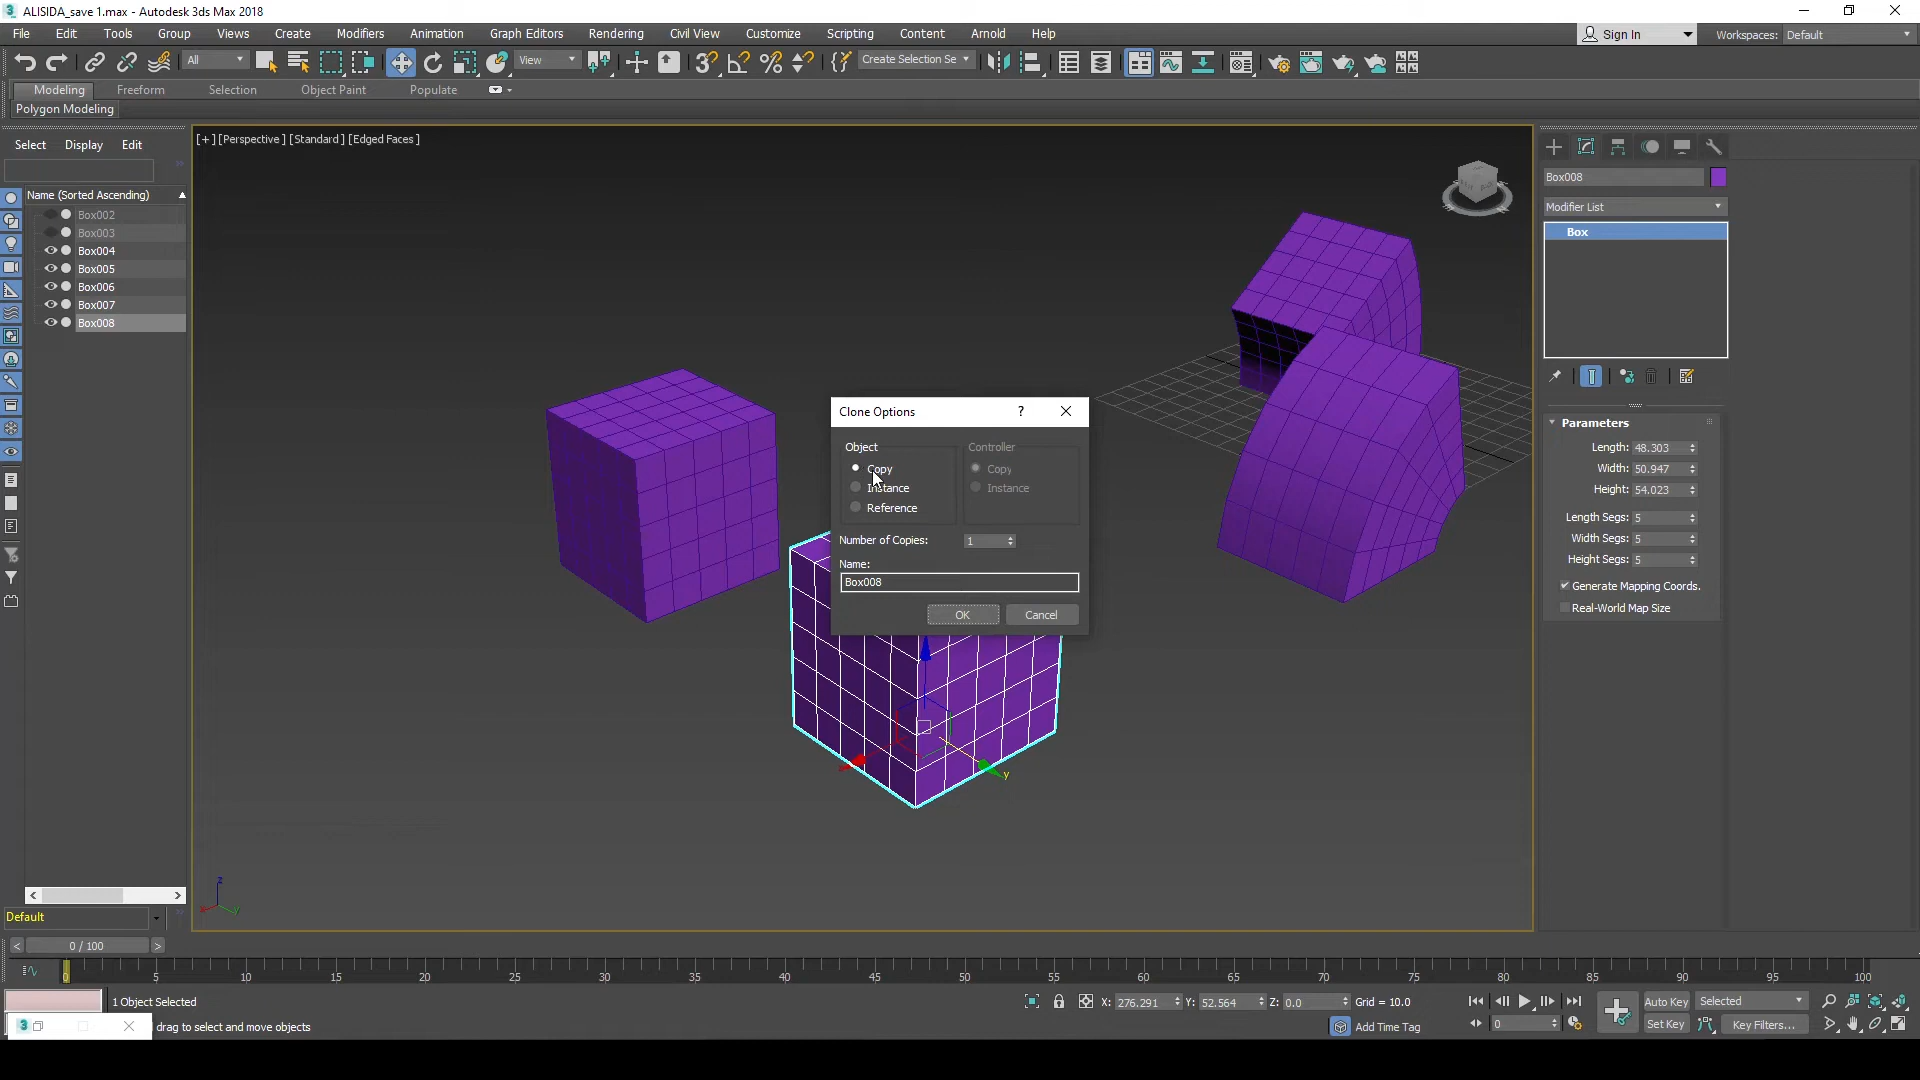 ALISIDA_save 1.max - Autodesk 3ds Max 2018
File Edit Tools Group Views Create Modifiers Animation Graph Editors Rendering Civil View Customize Scripting Content Arnold Help
Sign In
Workspaces: Default
All
View
Create Selection Se
Modeling Freeform Selection Object Paint Populate
Polygon Modeling
Select Display Edit
Name (Sorted Ascending)
Box002
Box003
Box004
Box005
Box006
Box007
Box008
[+] [Perspective] [Standard] [Edged Faces]
Clone Options
?
Object
Copy
Instance
Reference
Controller
Copy
Instance
Number of Copies: 1
Name:
Box008
OK Cancel
y
z
x
y
Box008
Modifier List
Box
Parameters
Length: 48.303
Width: 50.947
Height: 54.023
Length Segs: 5
Width Segs: 5
Height Segs: 5
Generate Mapping Coords.
Real-World Map Size
Default
0 / 100
0 5 10 15 20 25 30 35 40 45 50 55 60 65 70 75 80 85 90 95 100
1 Object Selected
drag to select and move objects
X: 276.291 Y: 52.564 Z: 0.0 Grid = 10.0
Add Time Tag
Auto Key Selected
0
Set Key Key Filters...